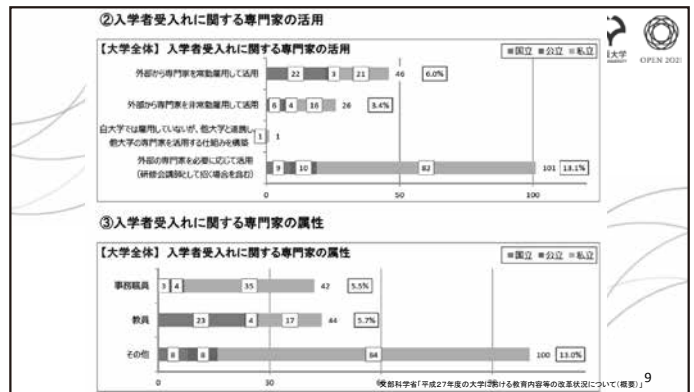 ②入学者受入れに関する専門家の活用
大学
OPEN 2021
【大学全体】 入学者受入れに関する専門家の活用
■国立 ■公立 ■私立
外部から専門家を常勤雇用して活用 22 3 21 46 6.0%
外部から専門家を非常勤雇用して活用 6 4 16 26 3.4%
自大学では雇用していないが、他大学と連携し、
他大学の専門家を活用する仕組みを構築 1 1
外部の専門家を必要に応じて活用
(研修会講師として招く場合を含む) 9 10 82 101 13.1%
0 50 100
③入学者受入れに関する専門家の属性
【大学全体】 入学者受入れに関する専門家の属性
■国立 ■公立 ■私立
事務職員 3 4 35 42 5.5%
教員 23 4 17 44 5.7%
その他 8 8 84 100 13.0%
0 30
文部科学省「平成27年度の大学における教育内容等の改革状況について(概要)」
9